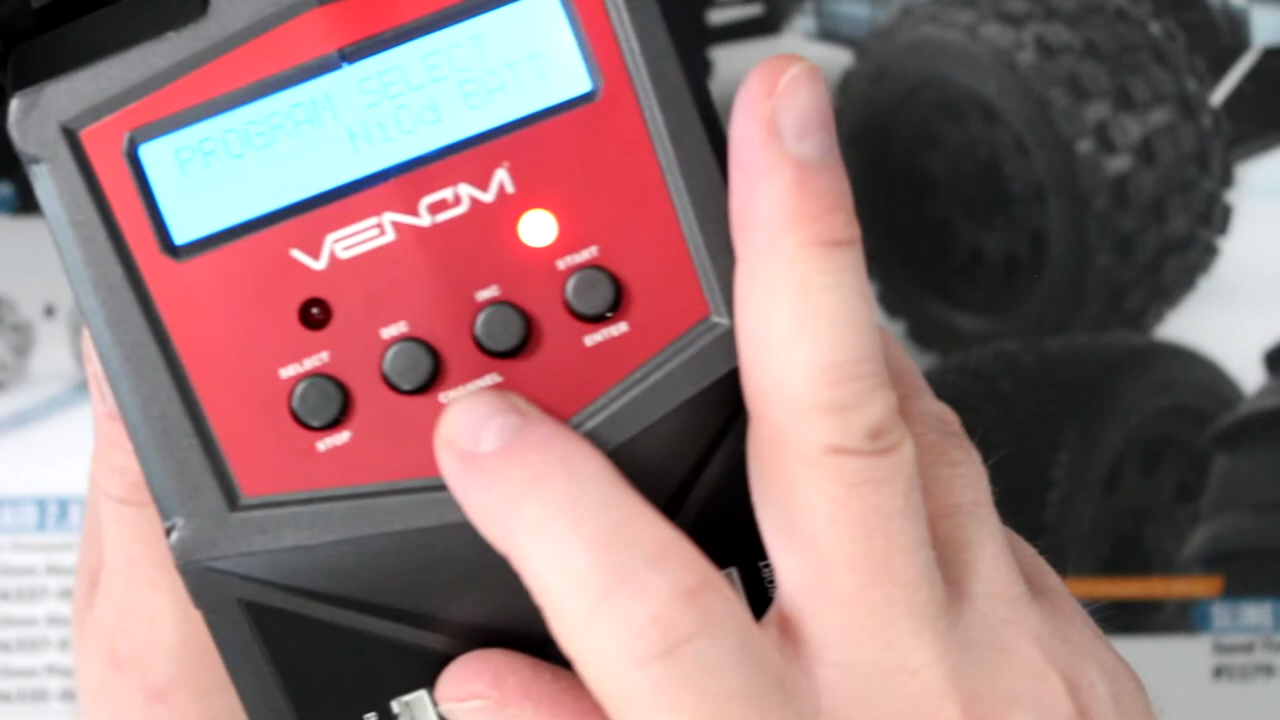 PROGRAM SELECT
NiCd BATT
VENOM
START
INC
ENTER
DEC
SELECT
CHANNEL
STOP